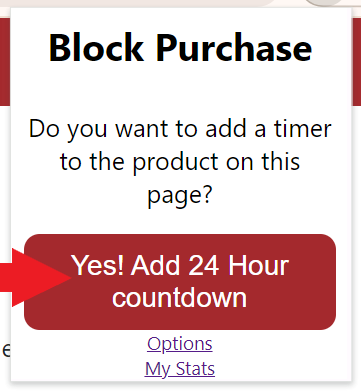 Block Purchase
Do you want to add a timer
to the product on this
page?
Yes! Add 24 Hour
countdown
Options
My Stats